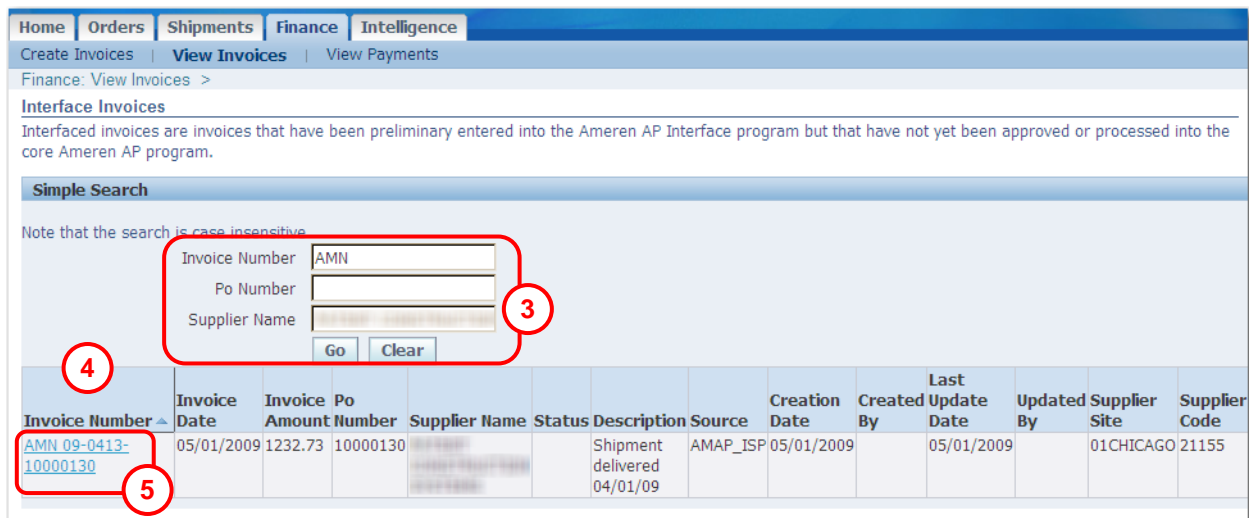 Home Orders Shipments Finance Intelligence
Create Invoices | View Invoices | View Payments
Finance: View Invoices >
Interface Invoices
Interfaced invoices are invoices that have been preliminary entered into the Ameren AP Interface program but that have not yet been approved or processed into the
core Ameren AP program.
Simple Search
Note that the search is case insensitive
Invoice Number AMN
Po Number
Supplier Name
3
Go Clear
4
Invoice Number Invoice Date Invoice Amount Po Number Supplier Name Status Description Source Creation Date Created By Last Update Date Updated By Supplier Site Supplier Code
AMN 09-0413- 05/01/2009 1232.73 10000130 Shipment AMAP_ISP 05/01/2009 05/01/2009 01CHICAGO 21155
10000130 delivered
04/01/09
5